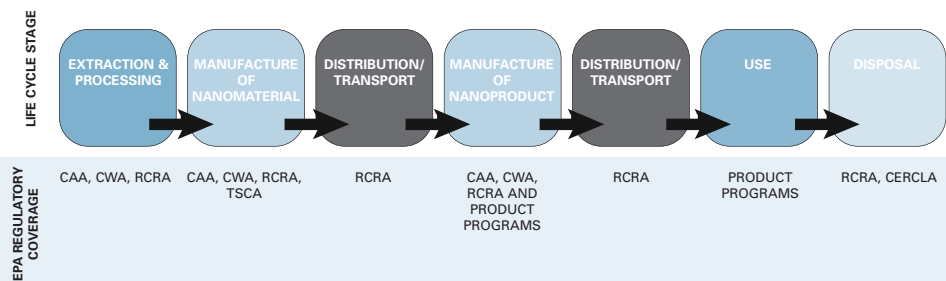 LIFE CYCLE STAGE
EXTRACTION &
PROCESSING
MANUFACTURE
OF
NANOMATERIAL
DISTRIBUTION/
TRANSPORT
MANUFACTURE
OF
NANOPRODUCT
DISTRIBUTION/
TRANSPORT
USE
DISPOSAL
EPA REGULATORY
COVERAGE
CAA, CWA, RCRA
CAA, CWA, RCRA,
TSCA
RCRA
CAA, CWA,
RCRA AND
PRODUCT
PROGRAMS
RCRA
PRODUCT
PROGRAMS
RCRA, CERCLA